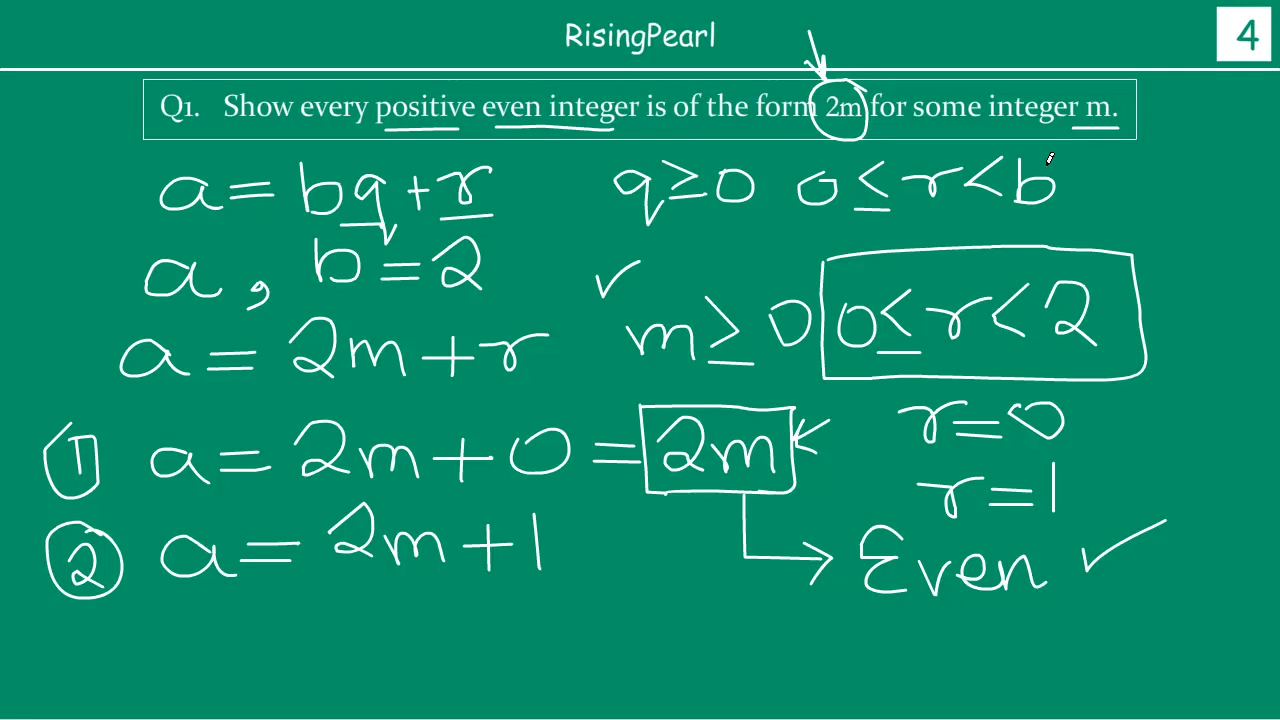 RisingPearl
4
Q1. Show every positive even integer is of the form 2m for some integer m.
a = bq + r q ≥ 0 0 ≤ r < b
a, b = 2
a = 2m + r ✓ m ≥ 0 0 ≤ r < 2
① a = 2m + 0 = 2m r = 0
r = 1
② a = 2m + 1 Even ✓